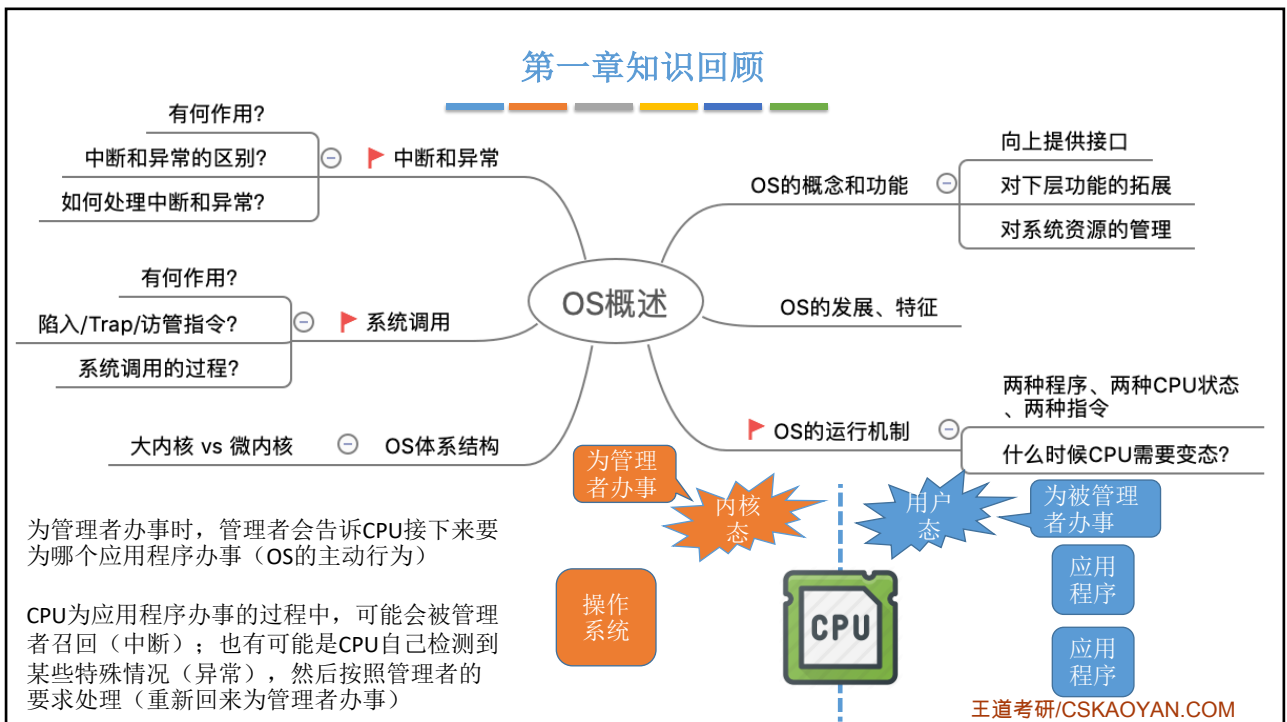 第一章知识回顾
有何作用?
中断和异常的区别?
如何处理中断和异常?
中断和异常
有何作用?
陷入/Trap/访管指令?
系统调用的过程?
系统调用
大内核 vs 微内核
OS体系结构
OS概述
OS的概念和功能
向上提供接口
对下层功能的拓展
对系统资源的管理
OS的发展、特征
OS的运行机制
两种程序、两种CPU状态
、两种指令
什么时候CPU需要变态?
为管理
者办事
内核
态
用户
态
为被管理
者办事
为管理者办事时，管理者会告诉CPU接下来要
为哪个应用程序办事（OS的主动行为）
CPU为应用程序办事的过程中，可能会被管理
者召回（中断）；也有可能是CPU自己检测到
某些特殊情况（异常），然后按照管理者的
要求处理（重新回来为管理者办事）
操作
系统
CPU
应用
程序
应用
程序
王道考研/CSKAOYAN.COM